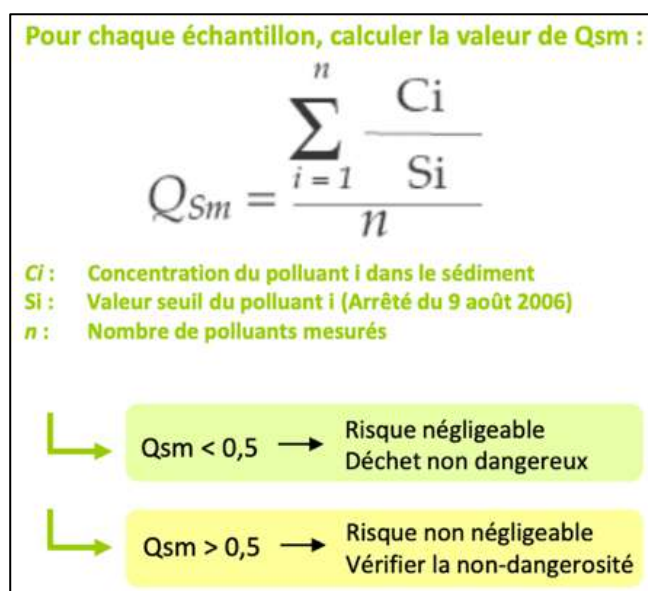 Pour chaque échantillon, calculer la valeur de Qsm :
n
∑ Ci
i = 1 Si
QSm =
n
Ci : Concentration du polluant i dans le sédiment
Si : Valeur seuil du polluant i (Arrêté du 9 août 2006)
n : Nombre de polluants mesurés
Qsm < 0,5 → Risque négligeable
Déchet non dangereux
Qsm > 0,5 → Risque non négligeable
Vérifier la non-dangerosité